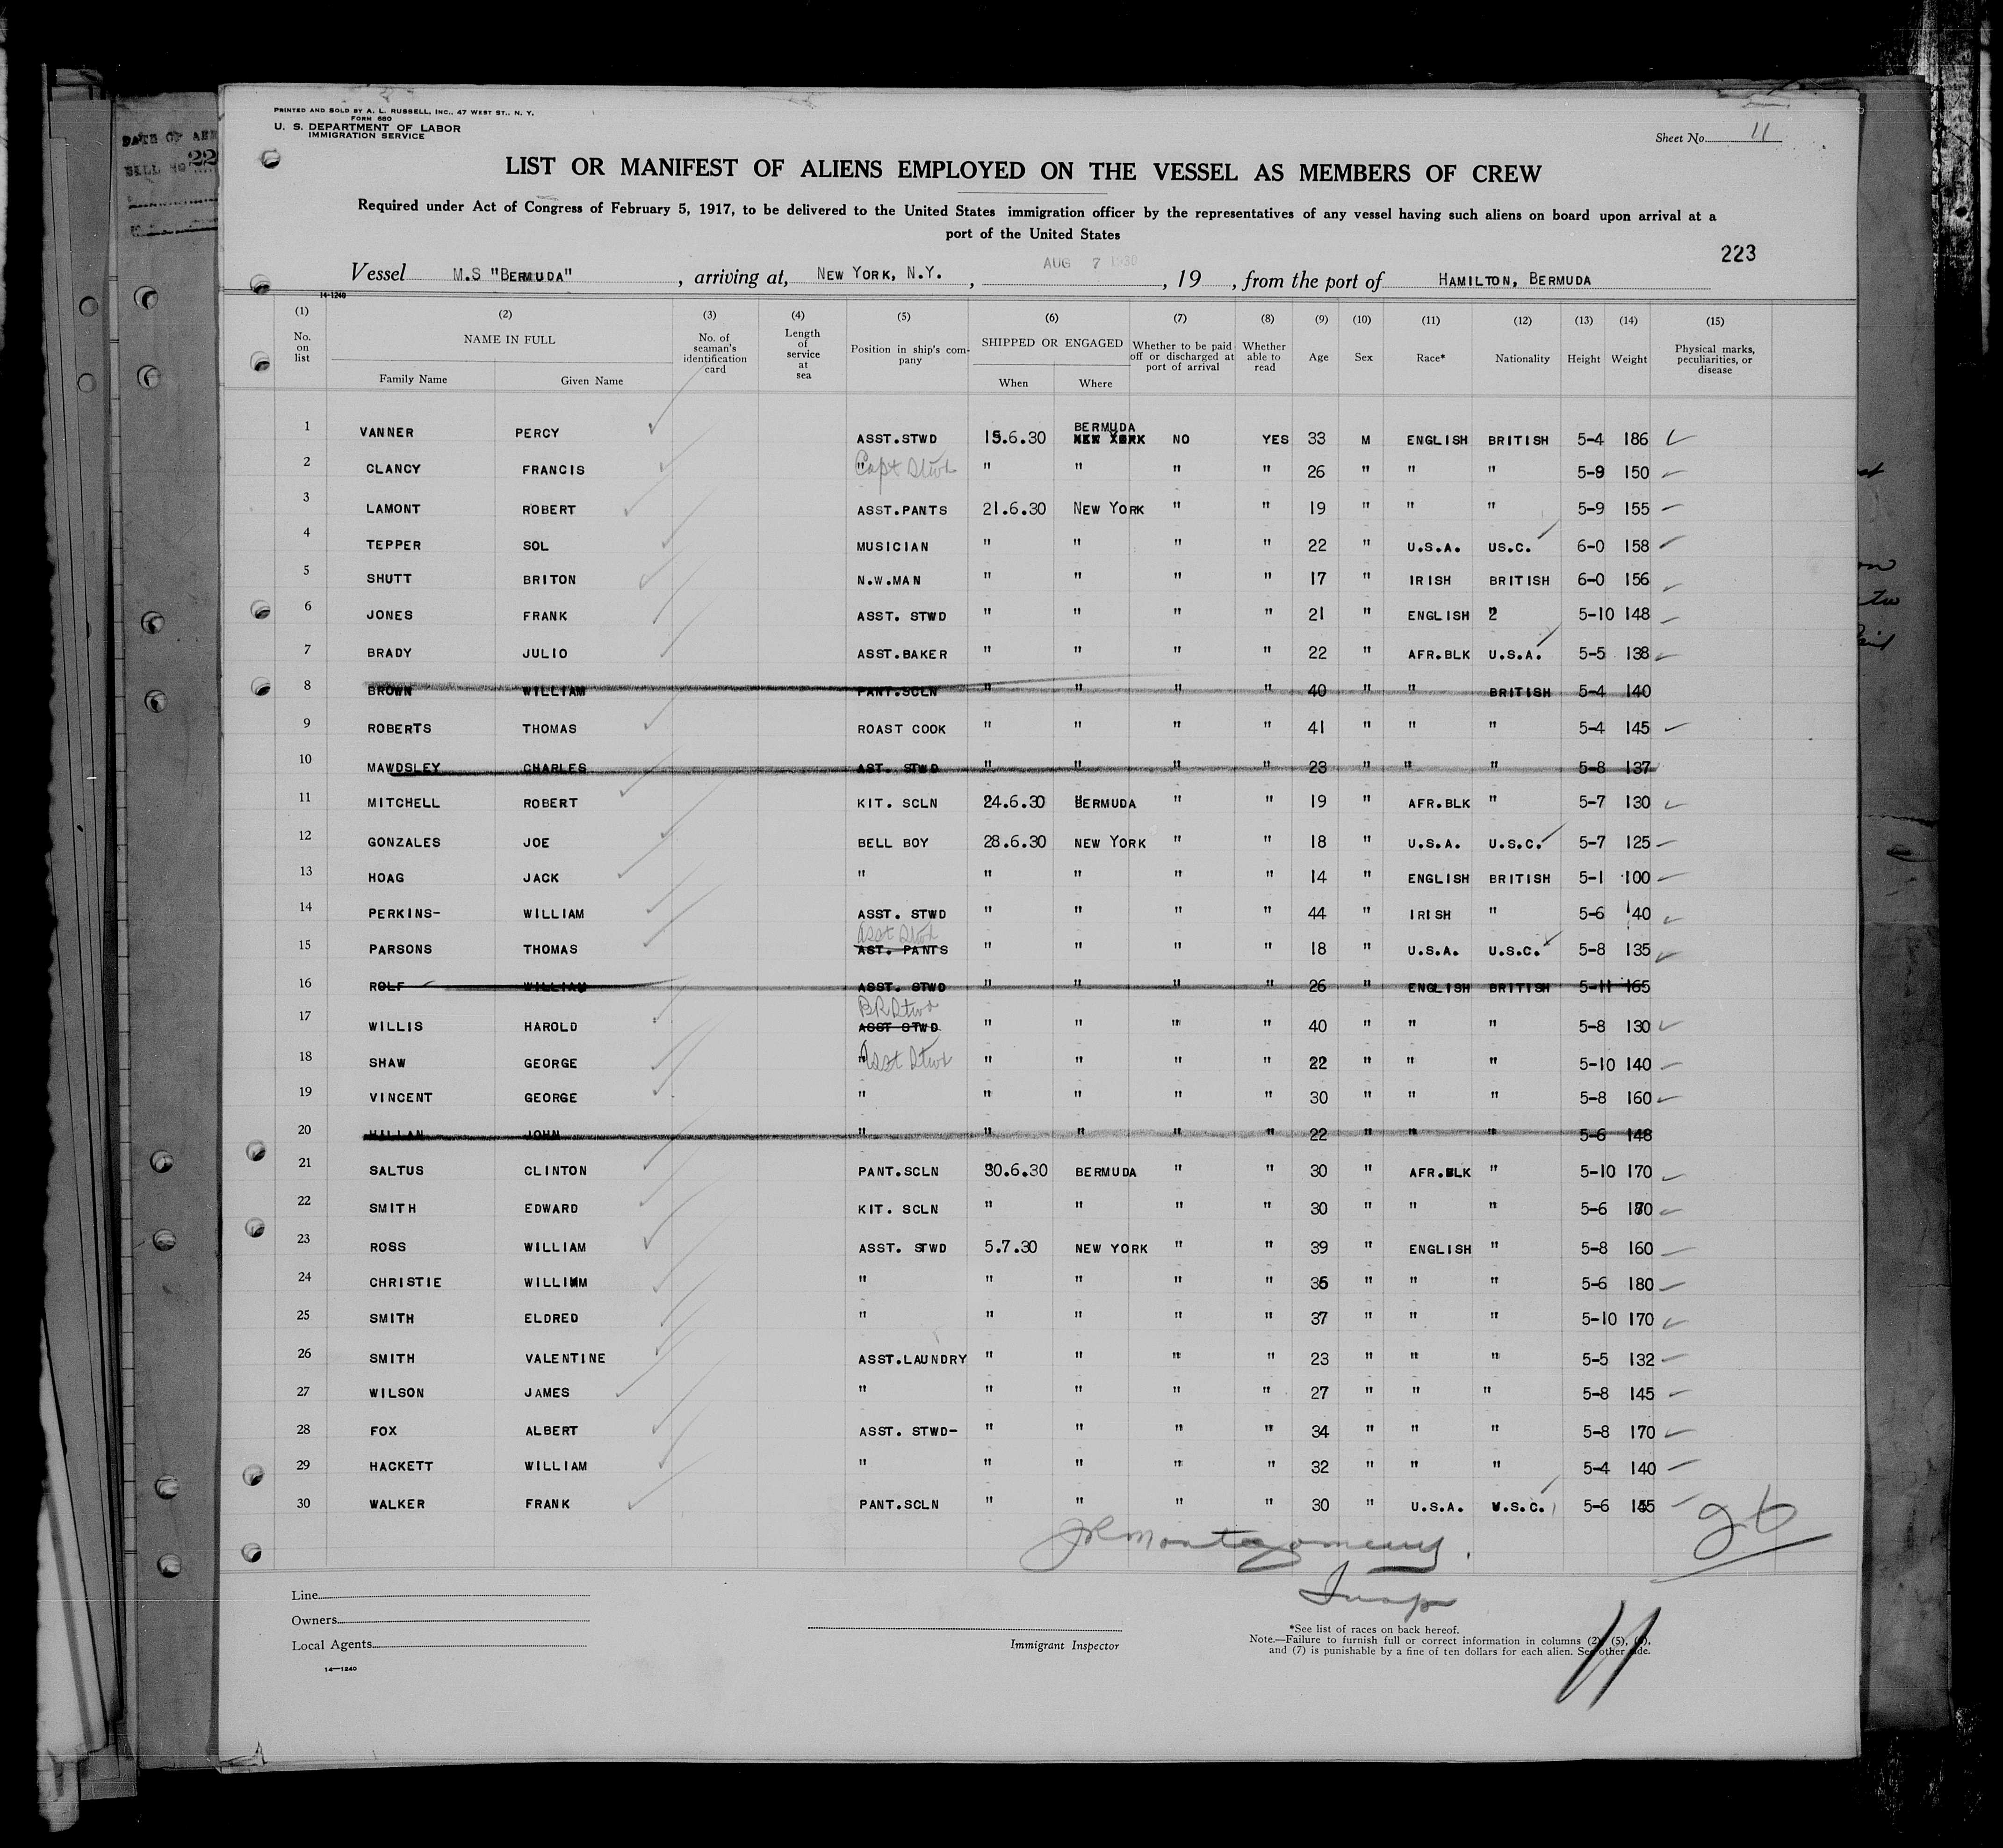 PRINTED AND SOLD BY A. L. RUSSELL, INC., 47 WEST ST., N. Y.
FORM 680
U. S. DEPARTMENT OF LABOR
IMMIGRATION SERVICE
Sheet No. 11
LIST OR MANIFEST OF ALIENS EMPLOYED ON THE VESSEL AS MEMBERS OF CREW
Required under Act of Congress of February 5, 1917, to be delivered to the United States immigration officer by the representatives of any vessel having such aliens on board upon arrival at a
port of the United States
223
Vessel M.S "BERMUDA", arriving at, NEW YORK, N.Y., AUG 7 1930, 19 , from the port of HAMILTON, BERMUDA
14-1240
(1) (2) (3) (4) (5) (6) (7) (8) (9) (10) (11) (12) (13) (14) (15)
No. on list NAME IN FULL Family Name Given Name No. of seaman's identification card Length of service at sea Position in ship's company SHIPPED OR ENGAGED When Where Whether to be paid off or discharged at port of arrival Whether able to read Age Sex Race* Nationality Height Weight Physical marks, peculiarities, or disease
1 VANNER PERCY ASST.STWD 15.6.30 BERMUDA NEW YORK NO YES 33 M ENGLISH BRITISH 5-4 186
2 CLANCY FRANCIS " Capt Stwd " " " " 26 " " " 5-9 150
3 LAMONT ROBERT ASST.PANTS 21.6.30 NEW YORK " " 19 " " " 5-9 155
4 TEPPER SOL MUSICIAN " " " " 22 " U.S.A. US.C. 6-0 158
5 SHUTT BRITON N.W.MAN " " " " 17 " IRISH BRITISH 6-0 156
6 JONES FRANK ASST. STWD " " " " 21 " ENGLISH 2 5-10 148
7 BRADY JULIO ASST.BAKER " " " " 22 " AFR.BLK U.S.A. 5-5 138
8 BROWN WILLIAM PANT.SCLN " " " " 40 " " BRITISH 5-4 140
9 ROBERTS THOMAS ROAST COOK " " " " 41 " " " 5-4 145
10 MAWDSLEY CHARLES AST. STWD " " " " 23 " " " 5-8 137
11 MITCHELL ROBERT KIT. SCLN 24.6.30 BERMUDA " " 19 " AFR.BLK " 5-7 130
12 GONZALES JOE BELL BOY 28.6.30 NEW YORK " " 18 " U.S.A. U.S.C. 5-7 125
13 HOAG JACK " " " " " 14 " ENGLISH BRITISH 5-1 100
14 PERKINS- WILLIAM ASST. STWD " " " " 44 " IRISH " 5-6 140
15 PARSONS THOMAS Asst Stwd AST. PANTS " " " " 18 " U.S.A. U.S.C. 5-8 135
16 ROLF WILLIAM ASST. STWD " " " " 26 " ENGLISH BRITISH 5-11 165
17 WILLIS HAROLD BR Stwd ASST STWD " " " " 40 " " " 5-8 130
18 SHAW GEORGE " Asst Stwd " " " " 22 " " " 5-10 140
19 VINCENT GEORGE " " " " " 30 " " " 5-8 160
20 JOHN " " " " " 22 " " " 5-6 148
21 SALTUS CLINTON PANT.SCLN 30.6.30 BERMUDA " " 30 " AFR.BLK " 5-10 170
22 SMITH EDWARD KIT. SCLN " " " " 30 " " " 5-6 180
23 ROSS WILLIAM ASST. STWD 5.7.30 NEW YORK " " 39 " ENGLISH " 5-8 160
24 CHRISTIE WILLIAM " " " " " 35 " " " 5-6 180
25 SMITH ELDRED " " " " " 37 " " " 5-10 170
26 SMITH VALENTINE ASST.LAUNDRY " " " " 23 " " " 5-5 132
27 WILSON JAMES " " " " " 27 " " " 5-8 145
28 FOX ALBERT ASST. STWD- " " " " 34 " " " 5-8 170
29 HACKETT WILLIAM " " " " " 32 " " " 5-4 140
30 WALKER FRANK PANT.SCLN " " " " 30 " U.S.A. U.S.C. 5-6 145
26
JRMontgomery.
Insp
Line
Owners
Local Agents
14-1240
Immigrant Inspector
*See list of races on back hereof.
Note.—Failure to furnish full or correct information in columns (2), (5), (6),
and (7) is punishable by a fine of ten dollars for each alien. See other side.
11